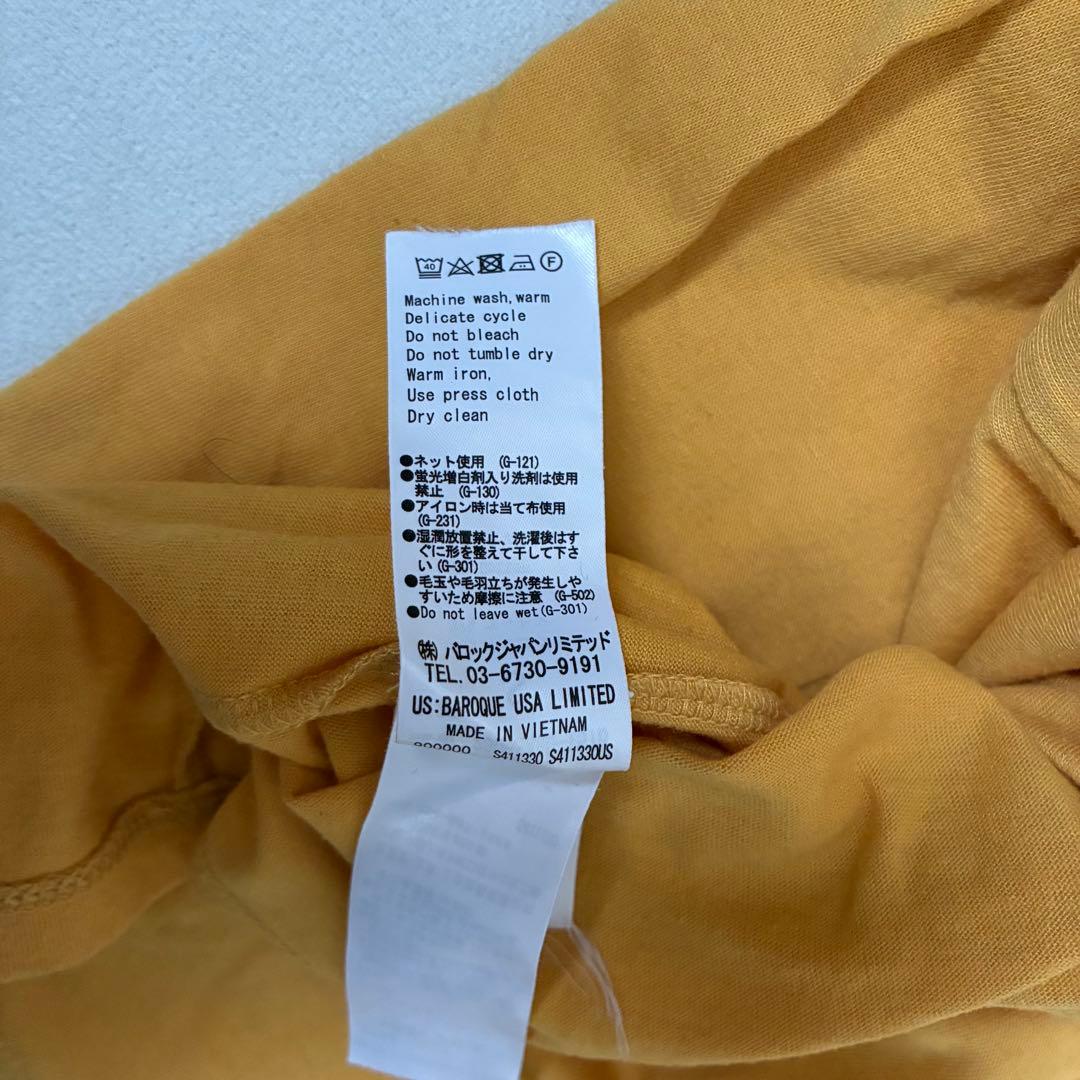 40 F
Machine wash,warm
Delicate cycle
Do not bleach
Do not tumble dry
Warm iron,
Use press cloth
Dry clean
●ネット使用 (G-121)
●蛍光増白剤入り洗剤は使用
禁止 (G-130)
●アイロン時は当て布使用
(G-231)
●湿潤放置禁止、洗濯後はす
ぐに形を整えて干して下さ
い(G-301)
●毛玉や毛羽立ちが発生しや
すいため摩擦に注意 (G-502)
●Do not leave wet(G-301)
㈱ バロックジャパンリミテッド
TEL.03-6730-9191
US:BAROQUE USA LIMITED
MADE IN VIETNAM
S411330 S411330US